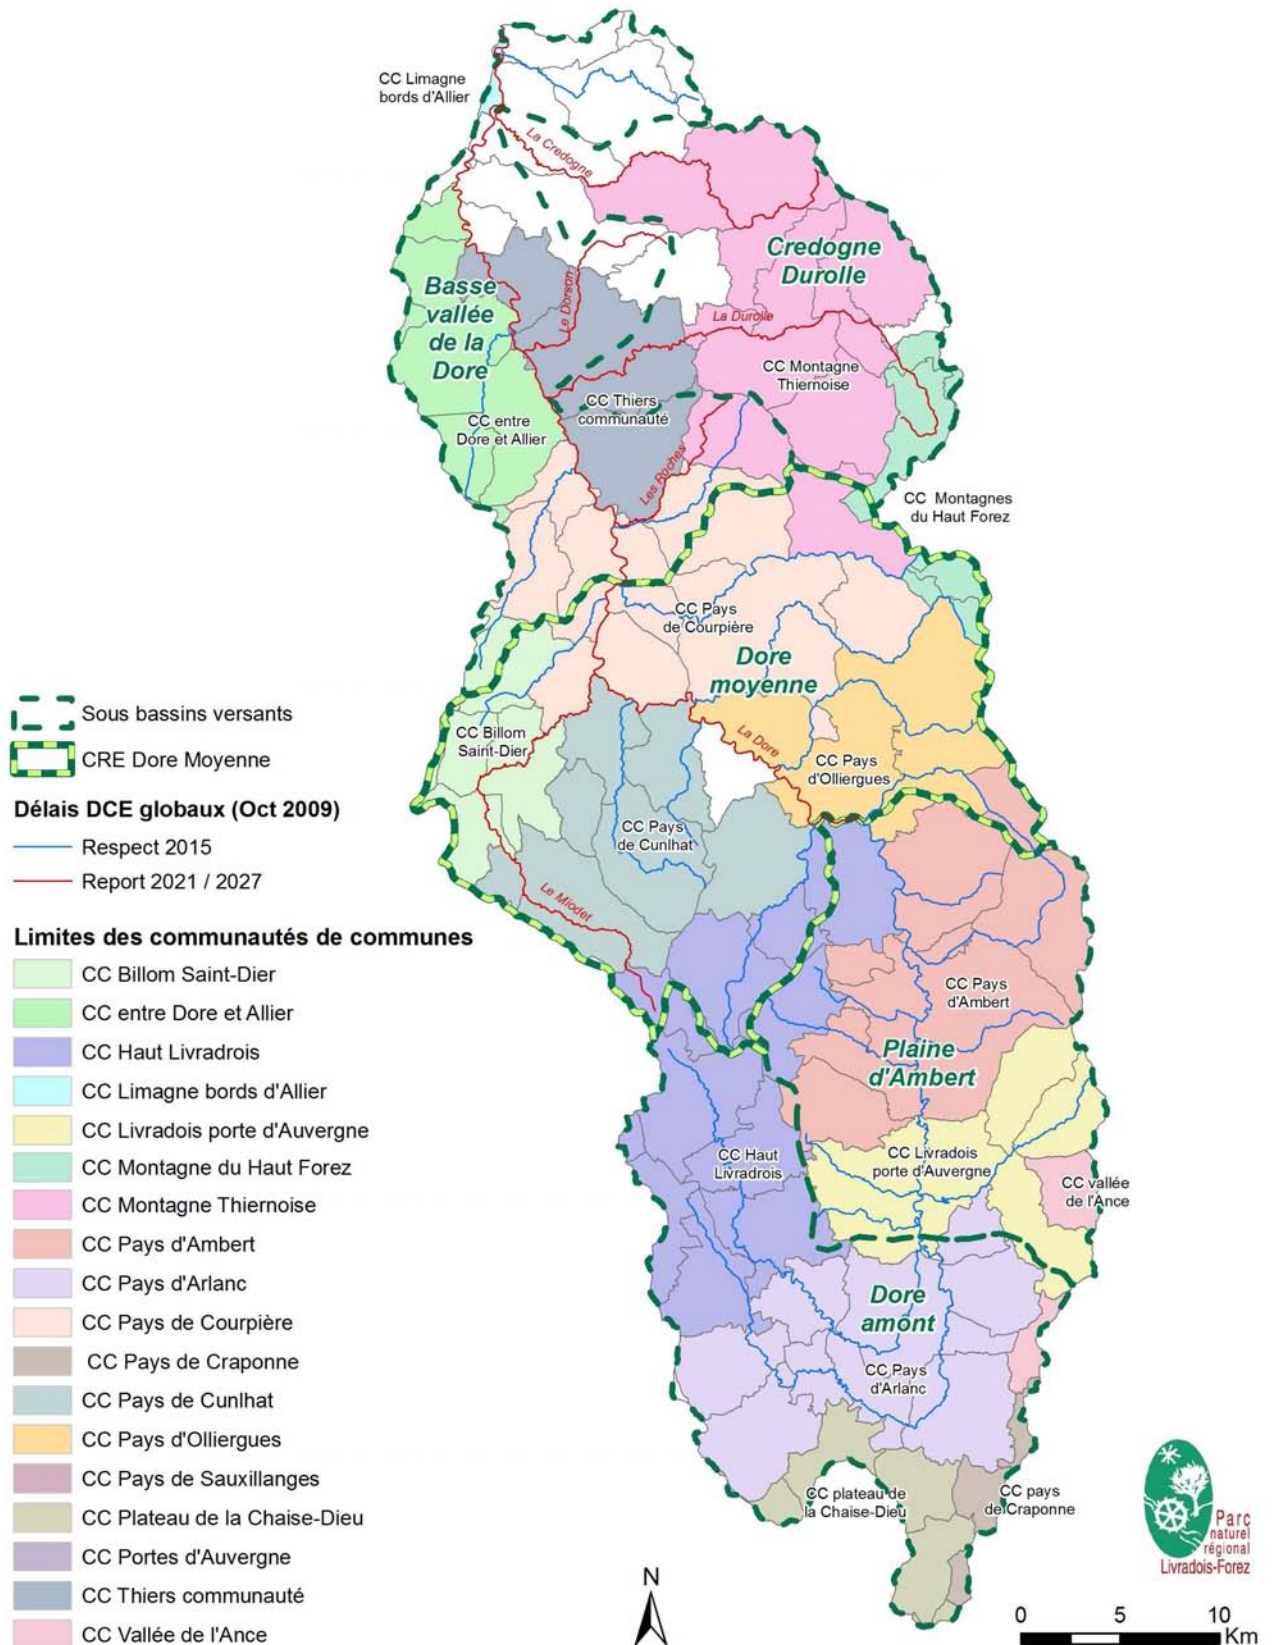 CC Limagne
bords d'Allier
La Credogne
Credogne
Durolle
Basse
vallée
de la
Dore
Le Dorson
La Durolle
CC Montagne
Thiernoise
CC Thiers
communauté
CC entre
Dore et Allier
Les Roches
CC Montagnes
du Haut Forez
CC Pays
de Courpière
Dore
moyenne
La Dore
CC Billom
Saint-Dier
CC Pays
d'Olliergues
CC Pays
de Cunlhat
Le Miodet
CC Pays
d'Ambert
Plaine
d'Ambert
CC Haut
Livradrois
CC Livradois
porte d'Auvergne
CC vallée
de l'Ance
Dore
amont
CC Pays
d'Arlanc
CC plateau de
la Chaise-Dieu
CC pays
de Craponne
Sous bassins versants
CRE Dore Moyenne
Délais DCE globaux (Oct 2009)
Respect 2015
Report 2021 / 2027
Limites des communautés de communes
CC Billom Saint-Dier
CC entre Dore et Allier
CC Haut Livradrois
CC Limagne bords d'Allier
CC Livradois porte d'Auvergne
CC Montagne du Haut Forez
CC Montagne Thiernoise
CC Pays d'Ambert
CC Pays d'Arlanc
CC Pays de Courpière
CC Pays de Craponne
CC Pays de Cunlhat
CC Pays d'Olliergues
CC Pays de Sauxillanges
CC Plateau de la Chaise-Dieu
CC Portes d'Auvergne
CC Thiers communauté
CC Vallée de l'Ance
N
0 5 10
Km
Parc
naturel
régional
Livradois-Forez